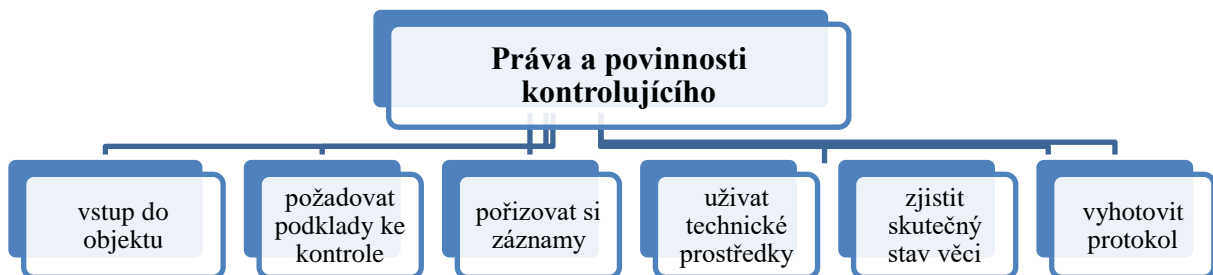 Práva a povinnosti
kontrolujícího
vstup do
objektu
požadovat
podklady ke
kontrole
pořizovat si
záznamy
užívat
technické
prostředky
zjistit
skutečný
stav věci
vyhotovit
protokol